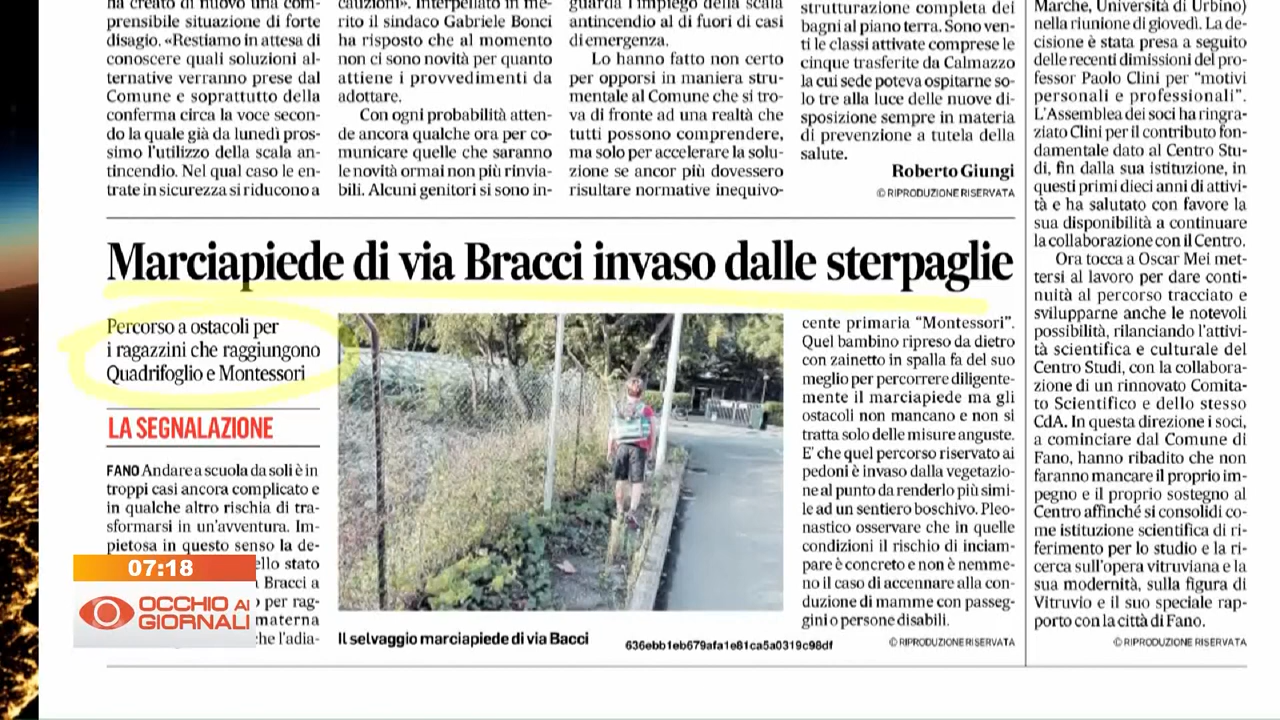 ha creato di nuovo una com-
prensibile situazione di forte
disagio. «Restiamo in attesa di
conoscere quali soluzioni al-
ternative verranno prese dal
Comune e soprattutto della
conferma circa la voce secon-
do la quale già da lunedì pros-
simo l'utilizzo della scala an-
tincendio. Nel qual caso le en-
trate in sicurezza si riducono a
cauzioni». Interpellato in me-
rito il sindaco Gabriele Bonci
ha risposto che al momento
non ci sono novità per quanto
attiene i provvedimenti da
adottare.
Con ogni probabilità atten-
de ancora qualche ora per co-
municare quelle che saranno
le novità ormai non più rinvia-
bili. Alcuni genitori si sono in-
guarda l'impiego della scala
antincendio al di fuori di casi
di emergenza.
Lo hanno fatto non certo
per opporsi in maniera stru-
mentale al Comune che si tro-
va di fronte ad una realtà che
tutti possono comprendere,
ma solo per accelerare la solu-
zione se ancor più dovessero
risultare normative inequivo-
strutturazione completa dei
bagni al piano terra. Sono ven-
ti le classi attivate comprese le
cinque trasferite da Calmazzo
la cui sede poteva ospitarne so-
lo tre alla luce delle nuove di-
sposizione sempre in materia
di prevenzione a tutela della
salute.
Roberto Giungi
© RIPRODUZIONE RISERVATA
Marciapiede di via Bracci invaso dalle sterpaglie
Percorso a ostacoli per
i ragazzini che raggiungono
Quadrifoglio e Montessori
LA SEGNALAZIONE
FANO Andare a scuola da soli è in
troppi casi ancora complicato e
in qualche altro rischia di tra-
sformarsi in un'avventura. Im-
pietosa in questo senso la de-
ello stato
Bracci a
per rag-
materna
he l'adia-
07:18
OCCHIO AI
GIORNALI
Il selvaggio marciapiede di via Bacci
636ebb1eb679afa1e81ca5a0319c98df
cente primaria “Montessori”.
Quel bambino ripreso da dietro
con zainetto in spalla fa del suo
meglio per percorrere diligente-
mente il marciapiede ma gli
ostacoli non mancano e non si
tratta solo delle misure anguste.
E' che quel percorso riservato ai
pedoni è invaso dalla vegetazio-
ne al punto da renderlo più simi-
le ad un sentiero boschivo. Pleo-
nastico osservare che in quelle
condizioni il rischio di inciam-
pare è concreto e non è nemme-
no il caso di accennare alla con-
duzione di mamme con passeg-
gini o persone disabili.
© RIPRODUZIONE RISERVATA
Marche, Università di Urbino)
nella riunione di giovedì. La de-
cisione è stata presa a seguito
delle recenti dimissioni del pro-
fessor Paolo Clini per “motivi
personali e professionali”.
L'Assemblea dei soci ha ringra-
ziato Clini per il contributo fon-
damentale dato al Centro Stu-
di, fin dalla sua istituzione, in
questi primi dieci anni di attivi-
tà e ha salutato con favore la
sua disponibilità a continuare
la collaborazione con il Centro.
Ora tocca a Oscar Mei met-
tersi al lavoro per dare conti-
nuità al percorso tracciato e
svilupparne anche le notevoli
possibilità, rilanciando l'attivi-
tà scientifica e culturale del
Centro Studi, con la collabora-
zione di un rinnovato Comita-
to Scientifico e dello stesso
CdA. In questa direzione i soci,
a cominciare dal Comune di
Fano, hanno ribadito che non
faranno mancare il proprio im-
pegno e il proprio sostegno al
Centro affinché si consolidi co-
me istituzione scientifica di ri-
ferimento per lo studio e la ri-
cerca sull'opera vitruviana e la
sua modernità, sulla figura di
Vitruvio e il suo speciale rap-
porto con la città di Fano.
© RIPRODUZIONE RISERVATA